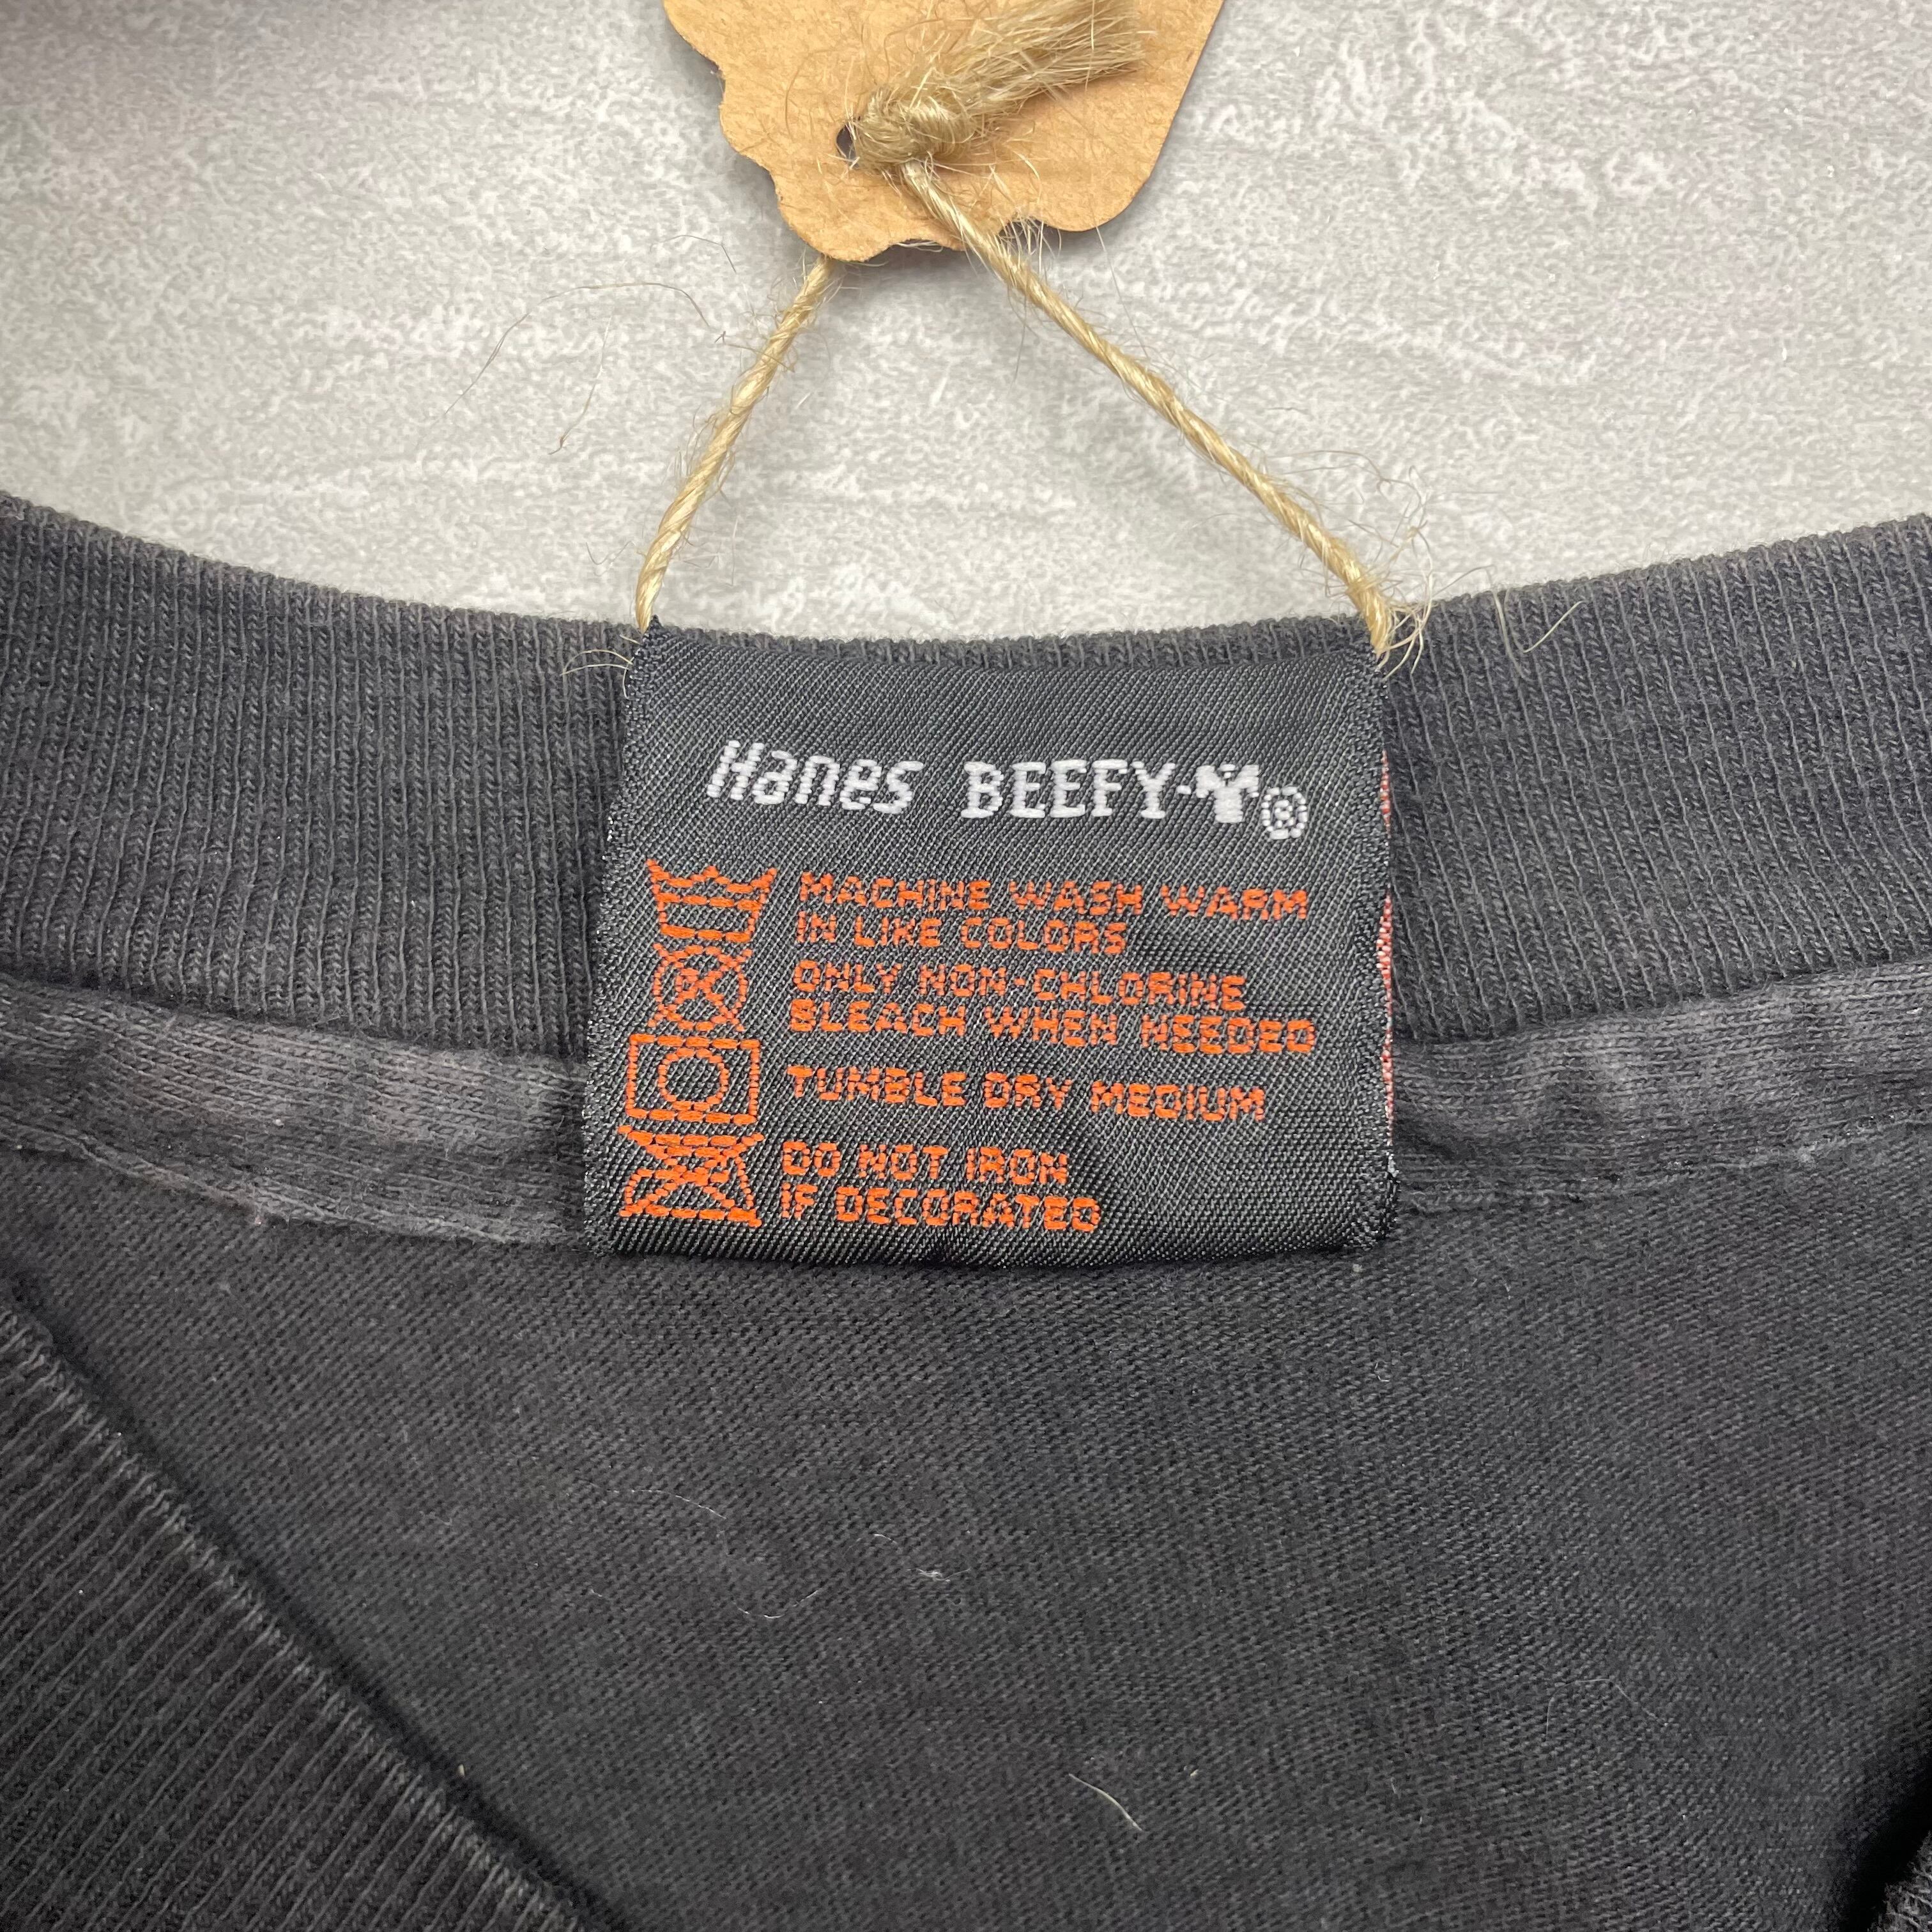 Hanes BEEFY-T®
MACHINE WASH WARM
IN LIKE COLORS
ONLY NON-CHLORINE
BLEACH WHEN NEEDED
TUMBLE DRY MEDIUM
DO NOT IRON
IF DECORATED